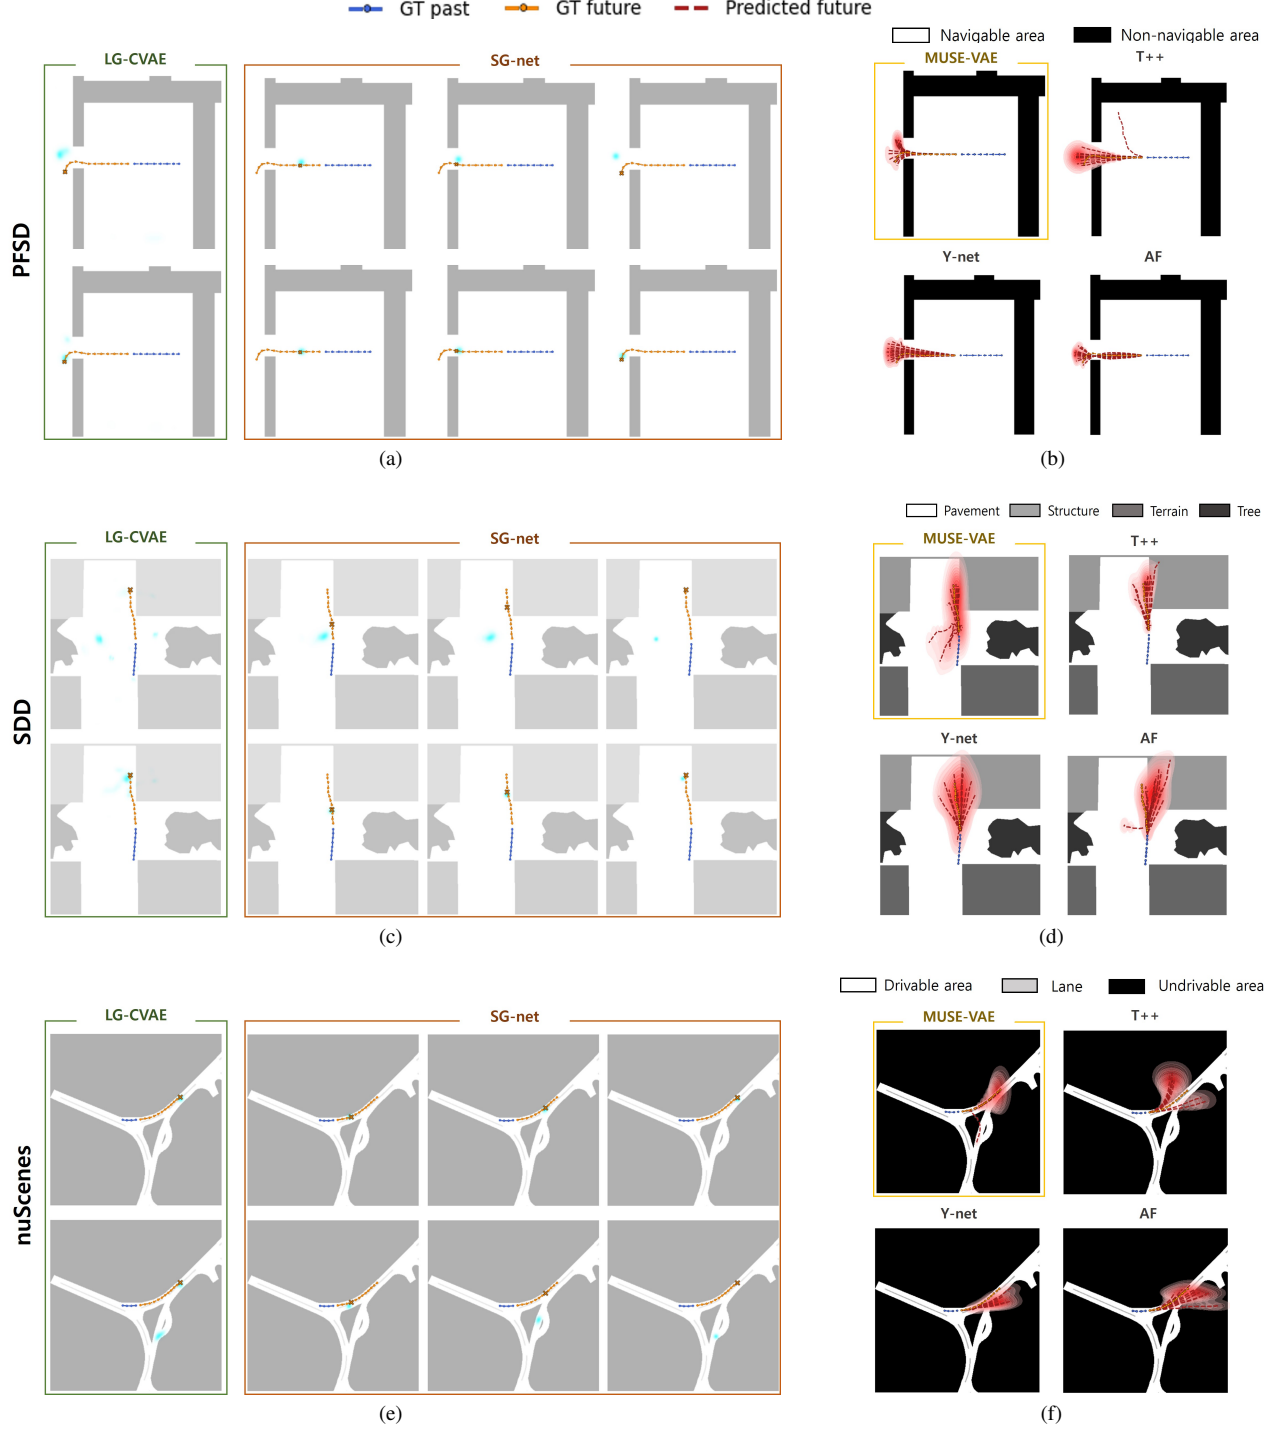 GT past GT future Predicted future
Navigable area Non-navigable area
LG-CVAE SG-net MUSE-VAE T++
PFSD
Y-net AF
(a) (b)
Pavement Structure Terrain Tree
LG-CVAE SG-net MUSE-VAE T++
SDD
Y-net AF
(c) (d)
Drivable area Lane Undrivable area
LG-CVAE SG-net MUSE-VAE T++
nuScenes
Y-net AF
(e) (f)